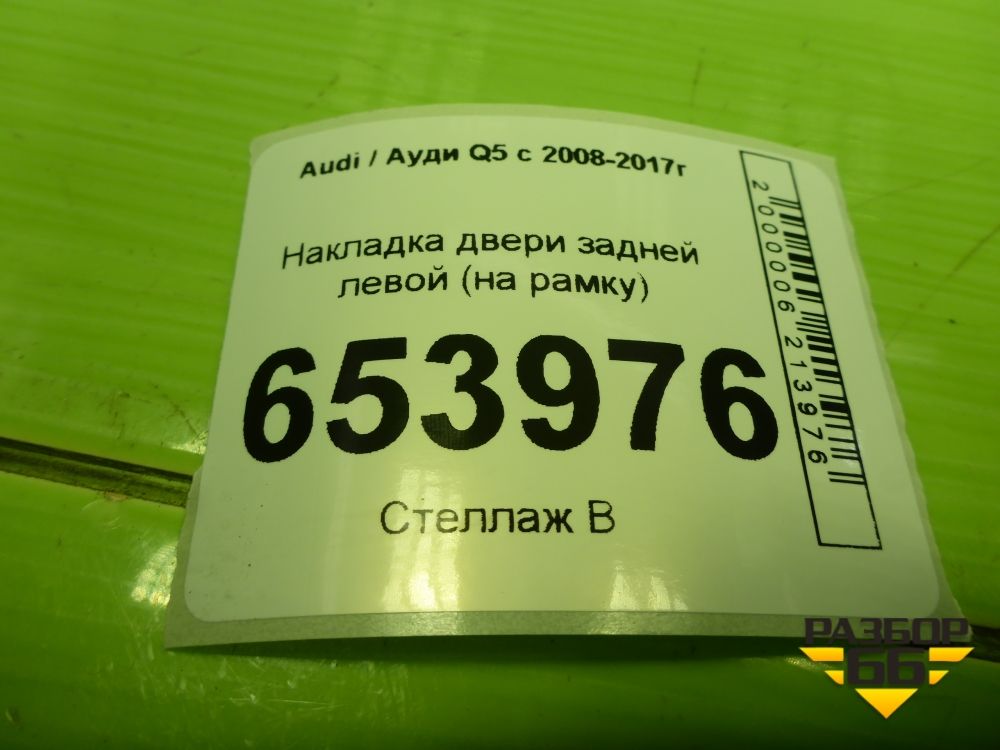 Audi / Ауди Q5 с 2008-2017г
Накладка двери задней
левой (на рамку)
653976
Стеллаж В
2000006213976
РАЗБОР
66